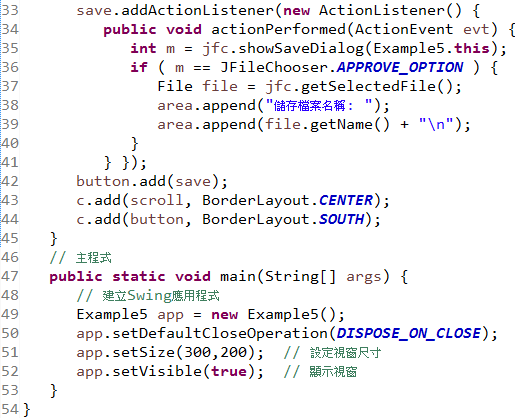 33 save.addActionListener(new ActionListener() {
34 public void actionPerformed(ActionEvent evt) {
35 int m = jfc.showSaveDialog(Example5.this);
36 if ( m == JFileChooser.APPROVE_OPTION ) {
37 File file = jfc.getSelectedFile();
38 area.append("儲存檔案名稱: ");
39 area.append(file.getName() + "\n");
40 }
41 } });
42 button.add(save);
43 c.add(scroll, BorderLayout.CENTER);
44 c.add(button, BorderLayout.SOUTH);
45 }
46 // 主程式
47 public static void main(String[] args) {
48 // 建立Swing應用程式
49 Example5 app = new Example5();
50 app.setDefaultCloseOperation(DISPOSE_ON_CLOSE);
51 app.setSize(300,200); // 設定視窗尺寸
52 app.setVisible(true); // 顯示視窗
53 }
54 }